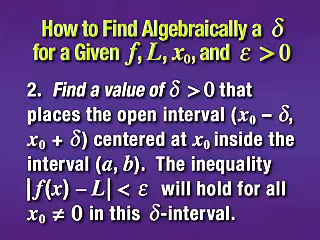 How to Find Algebraically a δ
for a Given f, L, x₀, and ε > 0
2. Find a value of δ > 0 that
places the open interval (x₀ – δ,
x₀ + δ) centered at x₀ inside the
interval (a, b). The inequality
|f(x) – L| < ε will hold for all
x₀ ≠ 0 in this δ-interval.